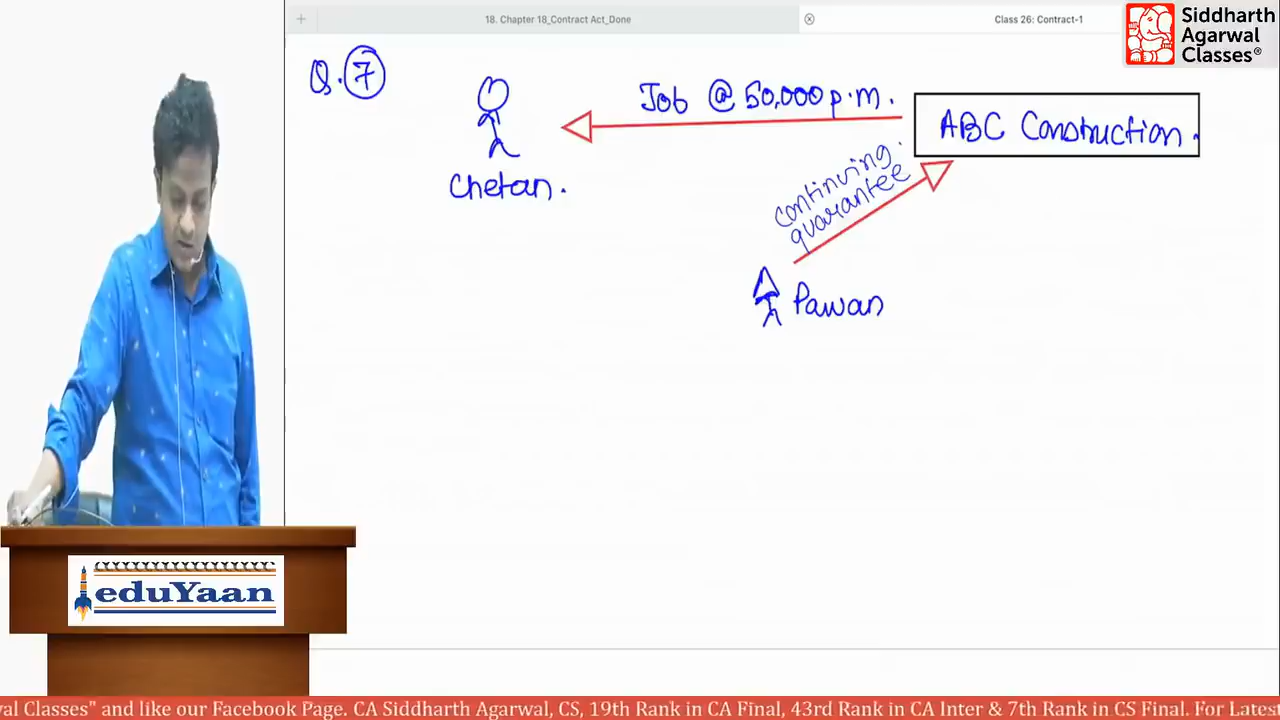 18. Chapter 18_Contract Act_Done
Class 26: Contract-1
Siddharth
Agarwal
Classes®
Q. 7
Job @ 50,000 p.m.
ABC Construction.
Chetan.
continuing
guarantee
Pawan
eduYaan
val Classes" and like our Facebook Page. CA Siddharth Agarwal, CS, 19th Rank in CA Final, 43rd Rank in CA Inter & 7th Rank in CS Final. For Latest